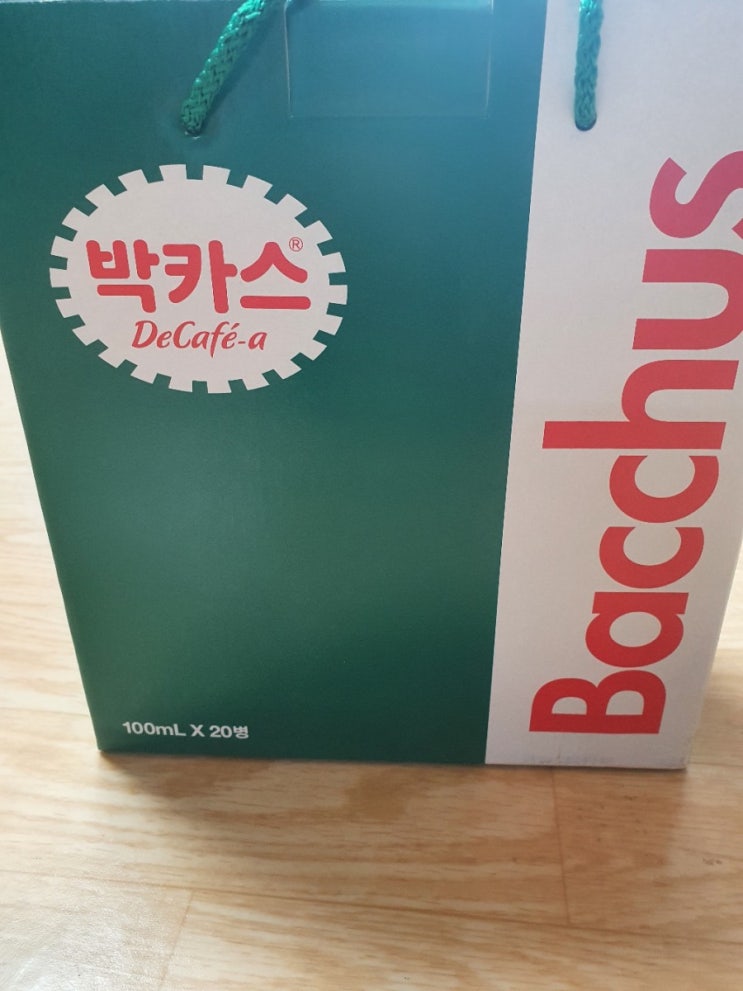 박카스®
DeCafé-a
Bacchus
100mL X 20병